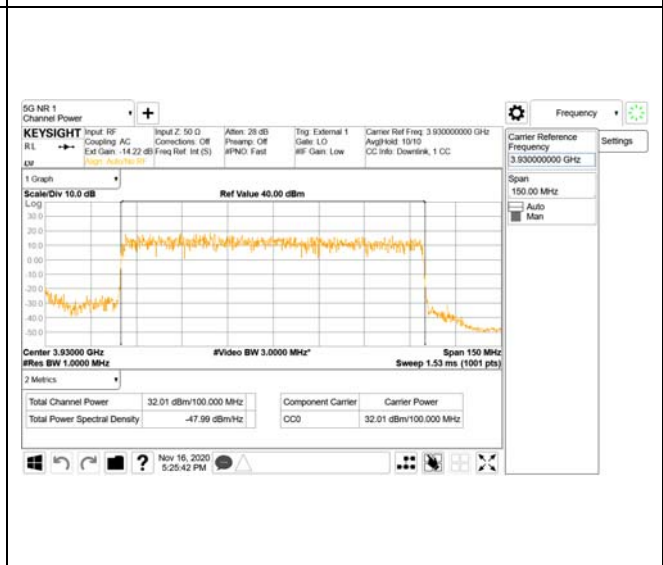 5G NR 1
Channel Power
Frequency
KEYSIGHT
RL
Input: RF
Coupling: AC
Ext Gain: -14.22 dB
Align: Auto/No RF
Input Z: 50 Ω
Corrections: Off
Freq Ref: Int (S)
Atten: 28 dB
Preamp: Off
#PNO: Fast
Trig: External 1
Gate: LO
#IF Gain: Low
Carrier Ref Freq: 3.930000000 GHz
Avg|Hold: 10/10
CC Info: Downlink, 1 CC
Carrier Reference
Frequency
3.930000000 GHz
Settings
Span
150.00 MHz
Auto
Man
1 Graph
Scale/Div 10.0 dB
Ref Value 40.00 dBm
Log
30.0
20.0
10.0
0.00
-10.0
-20.0
-30.0
-40.0
-50.0
Center 3.93000 GHz
#Video BW 3.0000 MHz*
Span 150 MHz
#Res BW 1.0000 MHz
Sweep 1.53 ms (1001 pts)
2 Metrics
Total Channel Power 32.01 dBm/100.000 MHz
Total Power Spectral Density -47.99 dBm/Hz
Component Carrier Carrier Power
CC0 32.01 dBm/100.000 MHz
?
Nov 16, 2020
5:25:42 PM